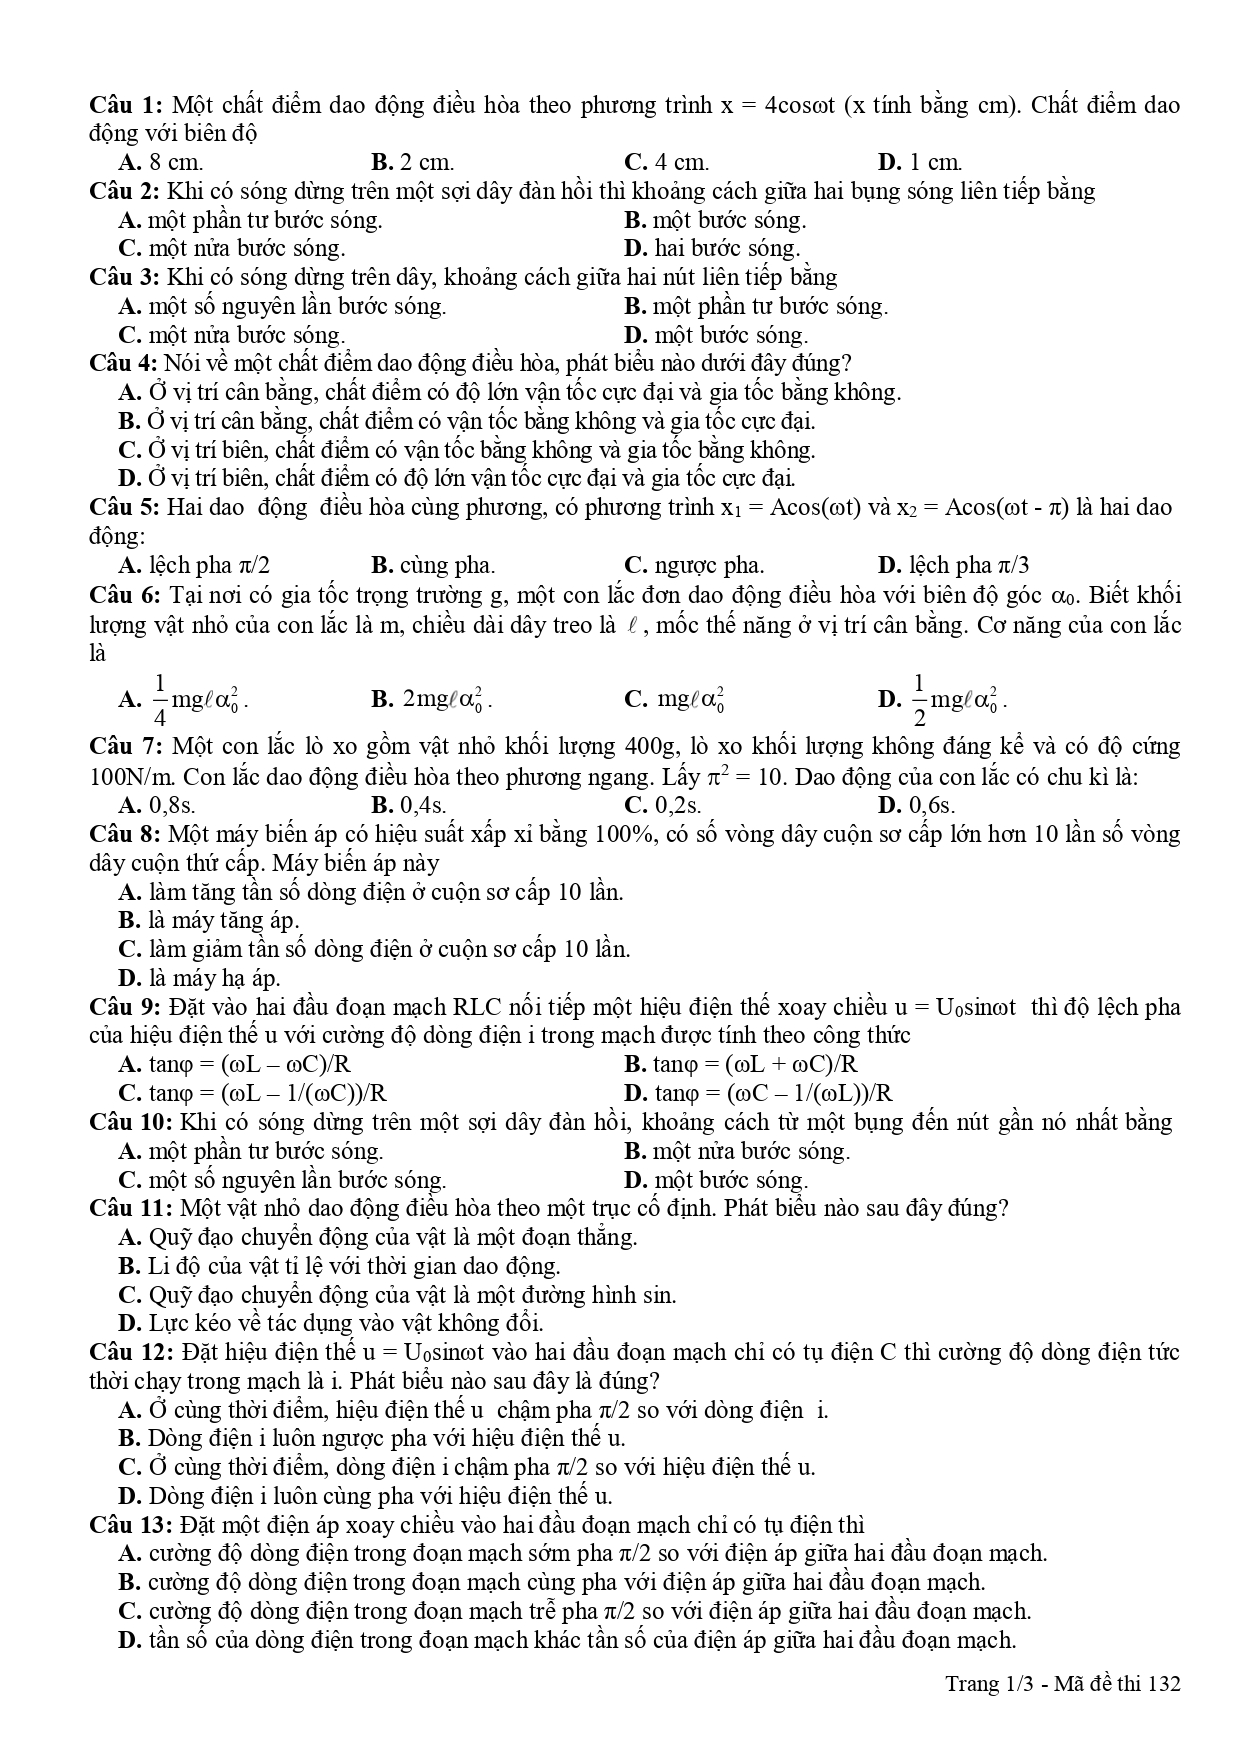 Câu 1: Một chất điểm dao động điều hòa theo phương trình x = 4cosωt (x tính bằng cm). Chất điểm dao
động với biên độ
A. 8 cm. B. 2 cm. C. 4 cm. D. 1 cm.
Câu 2: Khi có sóng dừng trên một sợi dây đàn hồi thì khoảng cách giữa hai bụng sóng liên tiếp bằng
A. một phần tư bước sóng. B. một bước sóng.
C. một nửa bước sóng. D. hai bước sóng.
Câu 3: Khi có sóng dừng trên dây, khoảng cách giữa hai nút liên tiếp bằng
A. một số nguyên lần bước sóng. B. một phần tư bước sóng.
C. một nửa bước sóng. D. một bước sóng.
Câu 4: Nói về một chất điểm dao động điều hòa, phát biểu nào dưới đây đúng?
A. Ở vị trí cân bằng, chất điểm có độ lớn vận tốc cực đại và gia tốc bằng không.
B. Ở vị trí cân bằng, chất điểm có vận tốc bằng không và gia tốc cực đại.
C. Ở vị trí biên, chất điểm có vận tốc bằng không và gia tốc bằng không.
D. Ở vị trí biên, chất điểm có độ lớn vận tốc cực đại và gia tốc cực đại.
Câu 5: Hai dao động điều hòa cùng phương, có phương trình x₁ = Acos(ωt) và x₂ = Acos(ωt - π) là hai dao
động:
A. lệch pha π/2 B. cùng pha. C. ngược pha. D. lệch pha π/3
Câu 6: Tại nơi có gia tốc trọng trường g, một con lắc đơn dao động điều hòa với biên độ góc α₀. Biết khối
lượng vật nhỏ của con lắc là m, chiều dài dây treo là ℓ , mốc thế năng ở vị trí cân bằng. Cơ năng của con lắc
là
A. 1/4 mgℓα₀². B. 2mgℓα₀². C. mgℓα₀² D. 1/2 mgℓα₀².
Câu 7: Một con lắc lò xo gồm vật nhỏ khối lượng 400g, lò xo khối lượng không đáng kể và có độ cứng
100N/m. Con lắc dao động điều hòa theo phương ngang. Lấy π² = 10. Dao động của con lắc có chu kì là:
A. 0,8s. B. 0,4s. C. 0,2s. D. 0,6s.
Câu 8: Một máy biến áp có hiệu suất xấp xỉ bằng 100%, có số vòng dây cuộn sơ cấp lớn hơn 10 lần số vòng
dây cuộn thứ cấp. Máy biến áp này
A. làm tăng tần số dòng điện ở cuộn sơ cấp 10 lần.
B. là máy tăng áp.
C. làm giảm tần số dòng điện ở cuộn sơ cấp 10 lần.
D. là máy hạ áp.
Câu 9: Đặt vào hai đầu đoạn mạch RLC nối tiếp một hiệu điện thế xoay chiều u = U₀sinωt thì độ lệch pha
của hiệu điện thế u với cường độ dòng điện i trong mạch được tính theo công thức
A. tanφ = (ωL – ωC)/R B. tanφ = (ωL + ωC)/R
C. tanφ = (ωL – 1/(ωC))/R D. tanφ = (ωC – 1/(ωL))/R
Câu 10: Khi có sóng dừng trên một sợi dây đàn hồi, khoảng cách từ một bụng đến nút gần nó nhất bằng
A. một phần tư bước sóng. B. một nửa bước sóng.
C. một số nguyên lần bước sóng. D. một bước sóng.
Câu 11: Một vật nhỏ dao động điều hòa theo một trục cố định. Phát biểu nào sau đây đúng?
A. Quỹ đạo chuyển động của vật là một đoạn thẳng.
B. Li độ của vật tỉ lệ với thời gian dao động.
C. Quỹ đạo chuyển động của vật là một đường hình sin.
D. Lực kéo về tác dụng vào vật không đổi.
Câu 12: Đặt hiệu điện thế u = U₀sinωt vào hai đầu đoạn mạch chỉ có tụ điện C thì cường độ dòng điện tức
thời chạy trong mạch là i. Phát biểu nào sau đây là đúng?
A. Ở cùng thời điểm, hiệu điện thế u chậm pha π/2 so với dòng điện i.
B. Dòng điện i luôn ngược pha với hiệu điện thế u.
C. Ở cùng thời điểm, dòng điện i chậm pha π/2 so với hiệu điện thế u.
D. Dòng điện i luôn cùng pha với hiệu điện thế u.
Câu 13: Đặt một điện áp xoay chiều vào hai đầu đoạn mạch chỉ có tụ điện thì
A. cường độ dòng điện trong đoạn mạch sớm pha π/2 so với điện áp giữa hai đầu đoạn mạch.
B. cường độ dòng điện trong đoạn mạch cùng pha với điện áp giữa hai đầu đoạn mạch.
C. cường độ dòng điện trong đoạn mạch trễ pha π/2 so với điện áp giữa hai đầu đoạn mạch.
D. tần số của dòng điện trong đoạn mạch khác tần số của điện áp giữa hai đầu đoạn mạch.
Trang 1/3 - Mã đề thi 132